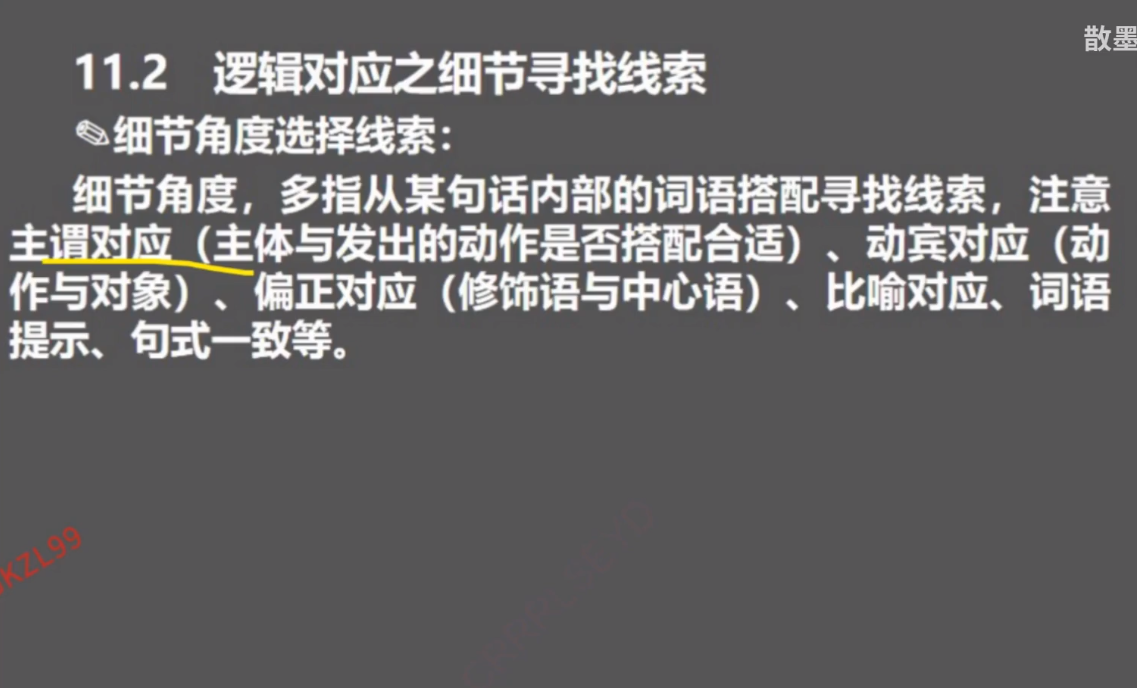 散墨
11.2 逻辑对应之细节寻找线索
✎细节角度选择线索：
细节角度，多指从某句话内部的词语搭配寻找线索，注意
主谓对应（主体与发出的动作是否搭配合适）、动宾对应（动
作与对象）、偏正对应（修饰语与中心语）、比喻对应、词语
提示、句式一致等。
KZL99